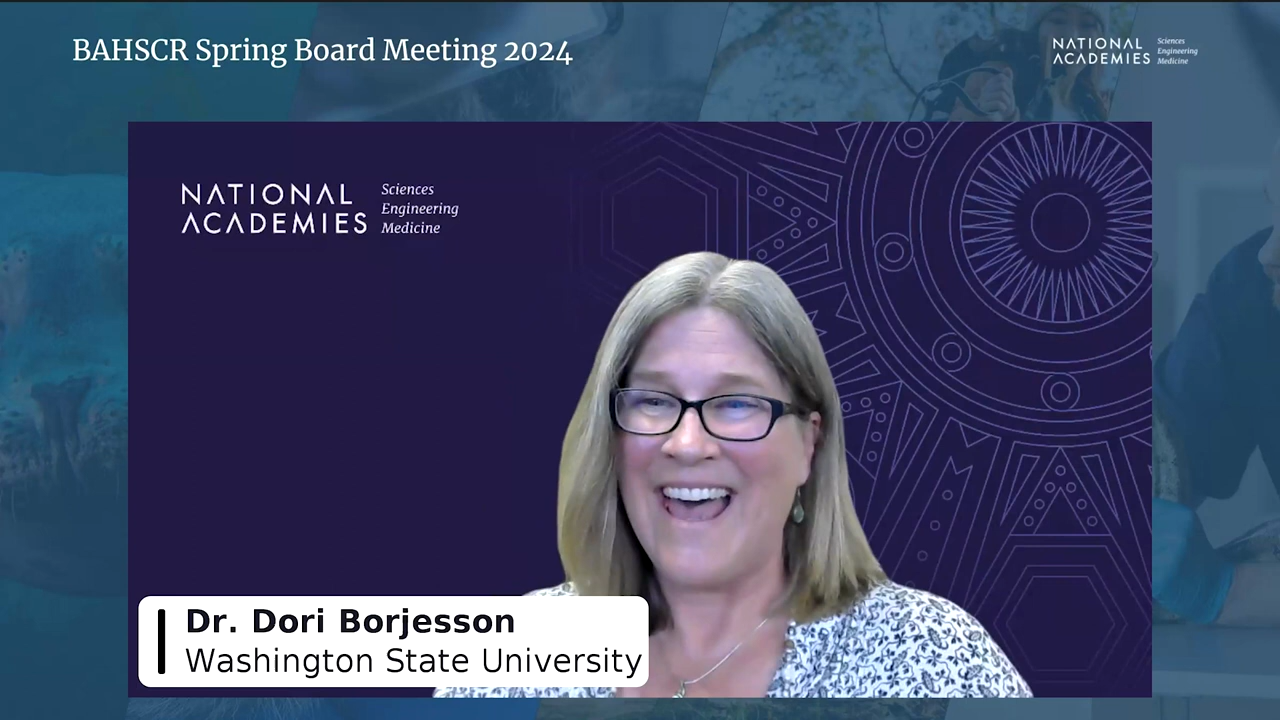 BAHSCR Spring Board Meeting 2024
NATIONAL
ACADEMIES
Sciences
Engineering
Medicine
NATIONAL
ACADEMIES
Sciences
Engineering
Medicine
Dr. Dori Borjesson
Washington State University